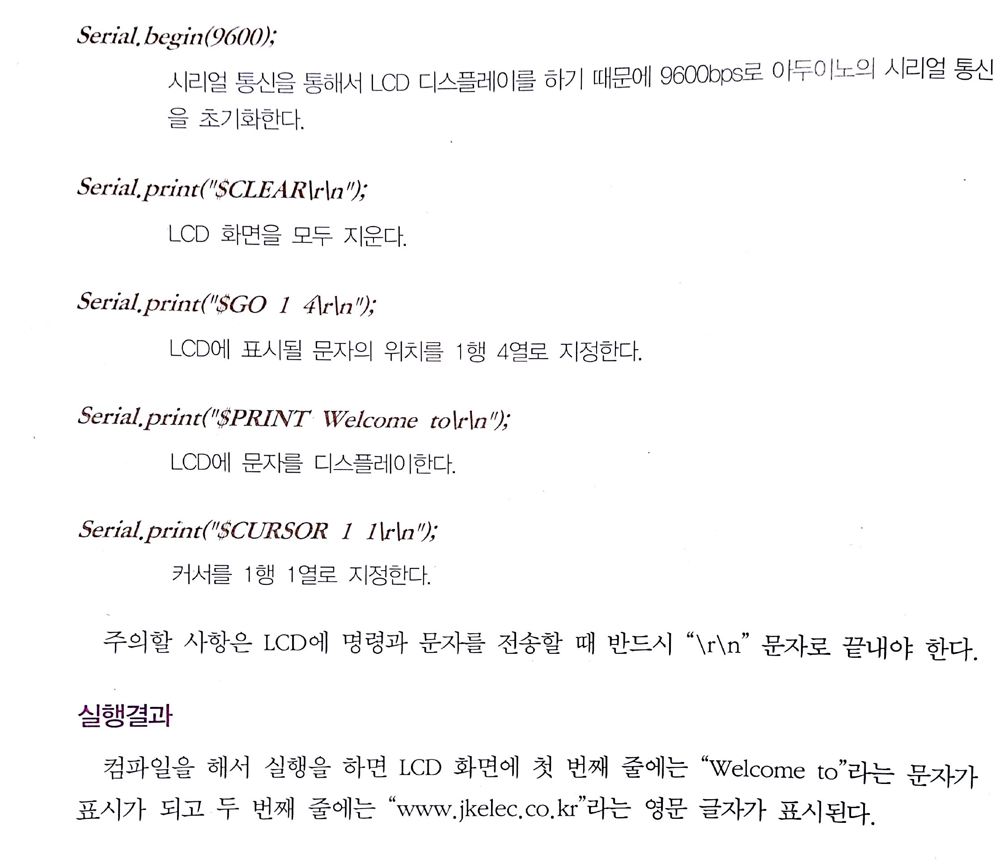 Serial.begin(9600);
시리얼 통신을 통해서 LCD 디스플레이를 하기 때문에 9600bps로 아두이노의 시리얼 통신
을 초기화한다.
Serial.print("$CLEAR\r\n");
LCD 화면을 모두 지운다.
Serial.print("$GO 1 4\r\n");
LCD에 표시될 문자의 위치를 1행 4열로 지정한다.
Serial.print("$PRINT Welcome to\r\n");
LCD에 문자를 디스플레이한다.
Serial.print("$CURSOR 1 1\r\n");
커서를 1행 1열로 지정한다.
주의할 사항은 LCD에 명령과 문자를 전송할 때 반드시 “\r\n” 문자로 끝내야 한다.
실행결과
컴파일을 해서 실행을 하면 LCD 화면에 첫 번째 줄에는 “Welcome to”라는 문자가
표시가 되고 두 번째 줄에는 “www.jkelec.co.kr”라는 영문 글자가 표시된다.